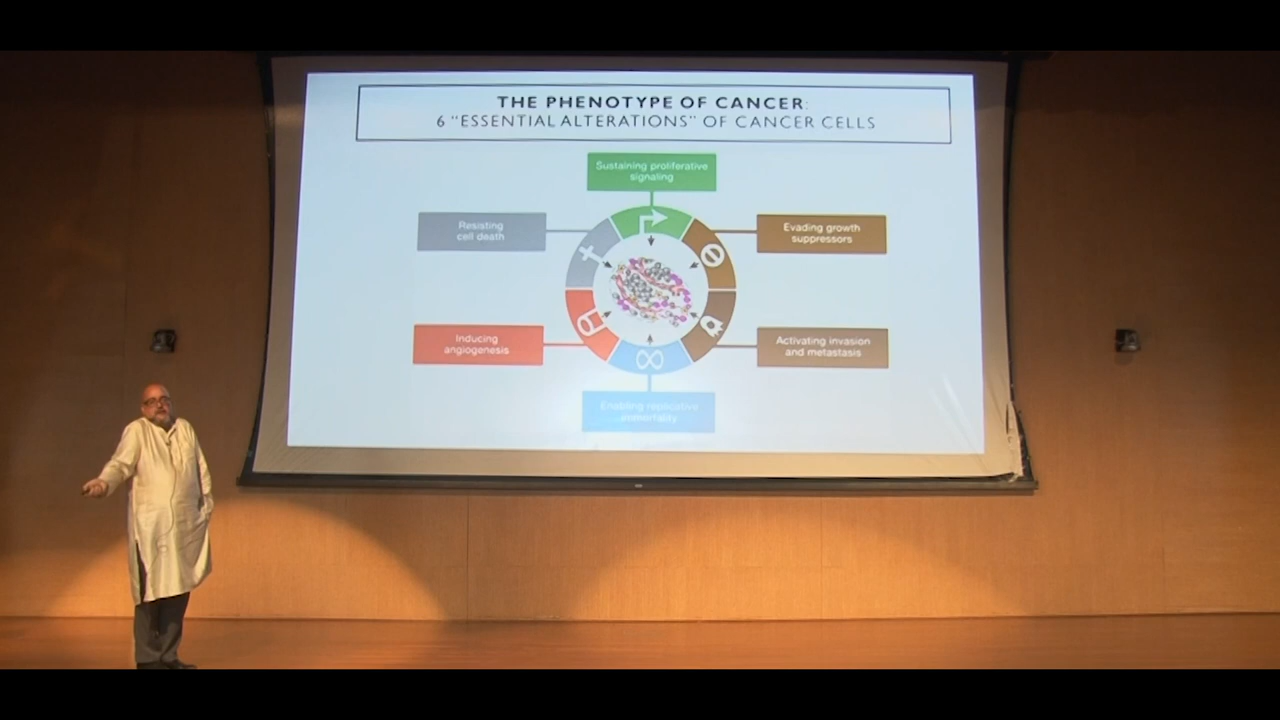 THE PHENOTYPE OF CANCER:
6 "ESSENTIAL ALTERATIONS" OF CANCER CELLS
Sustaining proliferative
signaling
Resisting
cell death
Evading growth
suppressors
Inducing
angiogenesis
Activating invasion
and metastasis
Enabling replicative
immortality